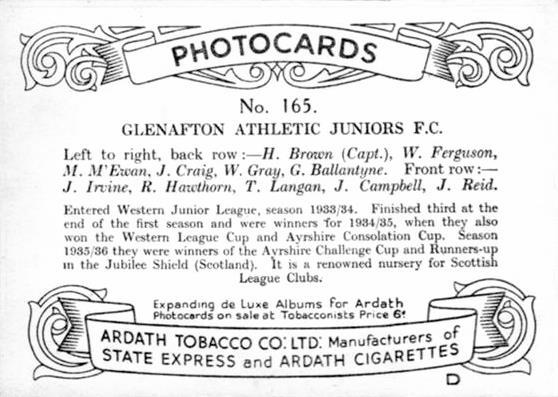 PHOTOCARDS
No. 165.
GLENAFTON ATHLETIC JUNIORS F.C.
Left to right, back row :—H. Brown (Capt.), W. Ferguson,
M. M'Ewan, J. Craig, W. Gray, G. Ballantyne. Front row :—
J. Irvine, R. Hawthorn, T. Langan, J. Campbell, J. Reid.
Entered Western Junior League, season 1933/34. Finished third at the
end of the first season and were winners for 1934/35, when they also
won the Western League Cup and Ayrshire Consolation Cup. Season
1935/36 they were winners of the Ayrshire Challenge Cup and Runners-up
in the Jubilee Shield (Scotland). It is a renowned nursery for Scottish
League Clubs.
Expanding de Luxe Albums for Ardath
Photocards on sale at Tobacconists Price 6d
ARDATH TOBACCO CO: LTD: Manufacturers of
STATE EXPRESS and ARDATH CIGARETTES
D